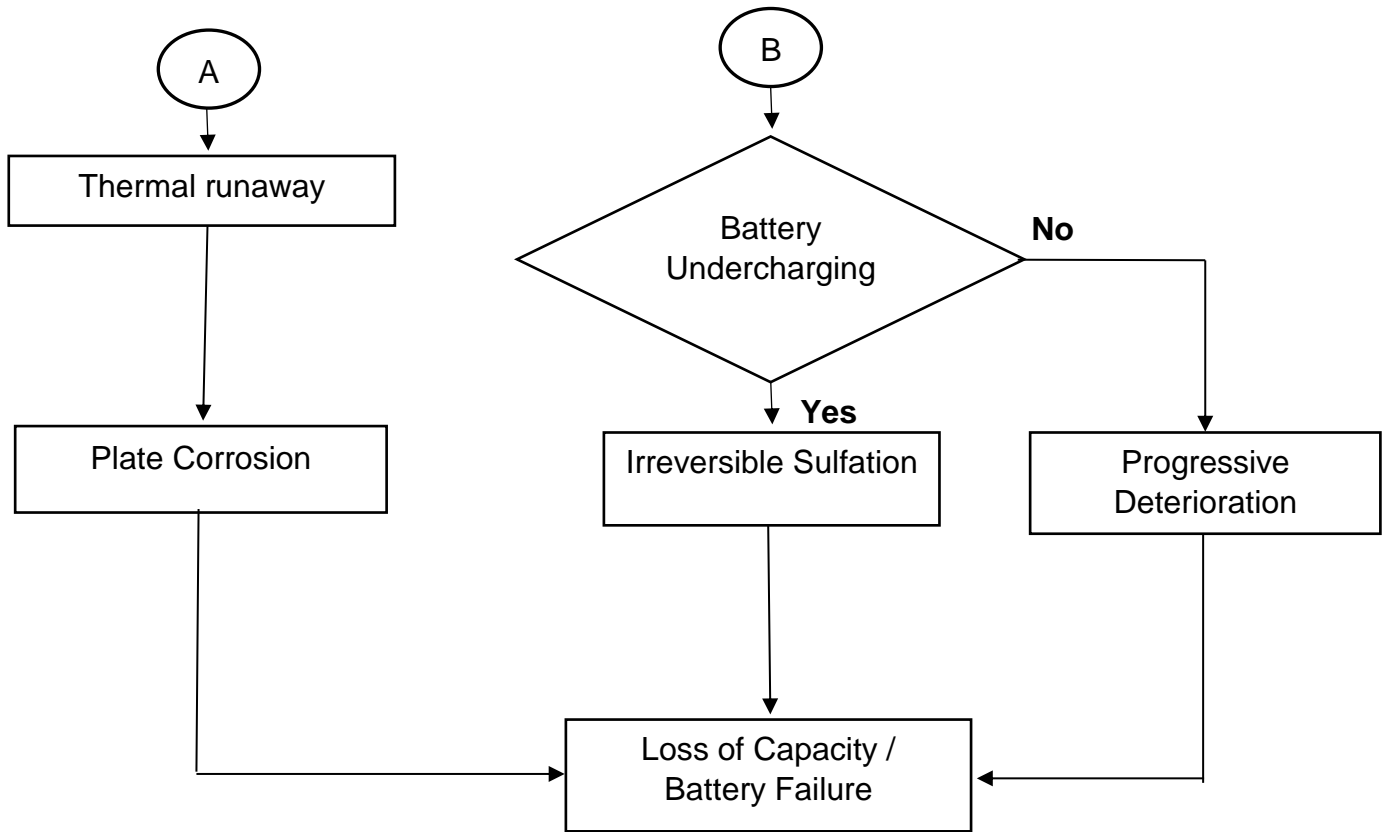 A
B
Thermal runaway
Battery
Undercharging
No
Yes
Plate Corrosion
Irreversible Sulfation
Progressive
Deterioration
Loss of Capacity /
Battery Failure